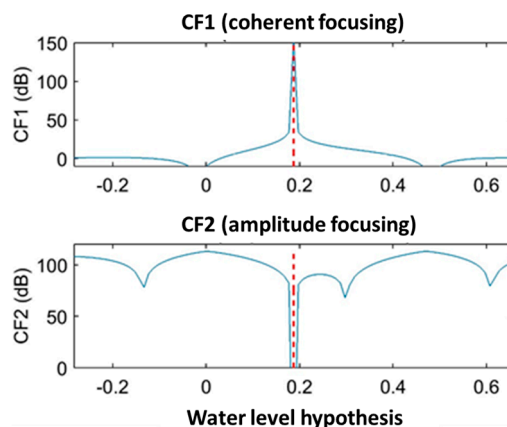 CF1 (coherent focusing)
150
100
50
0
CF1 (dB)
-0.2 0 0.2 0.4 0.6
CF2 (amplitude focusing)
100
50
0
CF2 (dB)
-0.2 0 0.2 0.4 0.6
Water level hypothesis